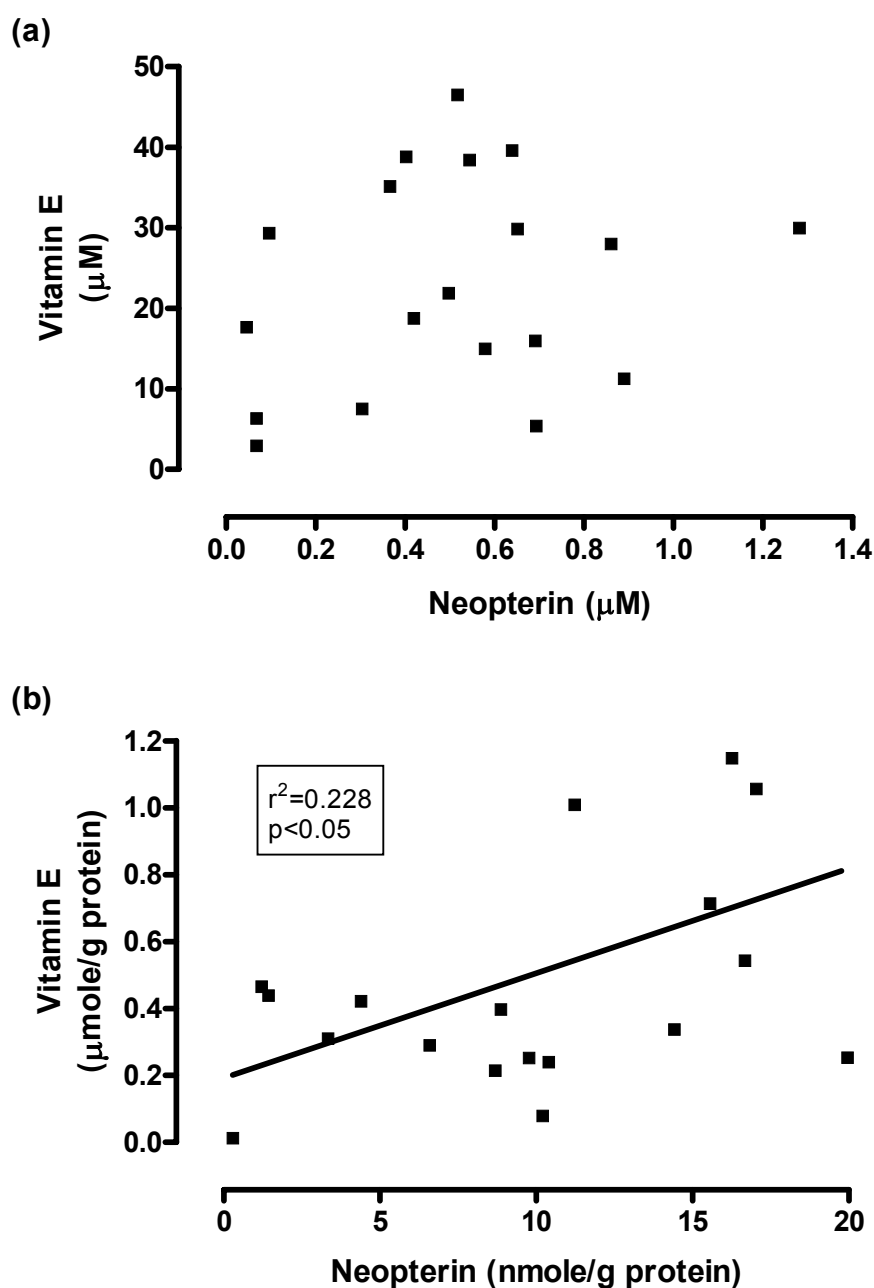 (a)
50
40
30
20
10
0
Vitamin E
(μM)
0.0 0.2 0.4 0.6 0.8 1.0 1.2 1.4
Neopterin (μM)
(b)
1.2
1.0
0.8
0.6
0.4
0.2
0.0
Vitamin E
(μmole/g protein)
r²=0.228
p<0.05
0 5 10 15 20
Neopterin (nmole/g protein)